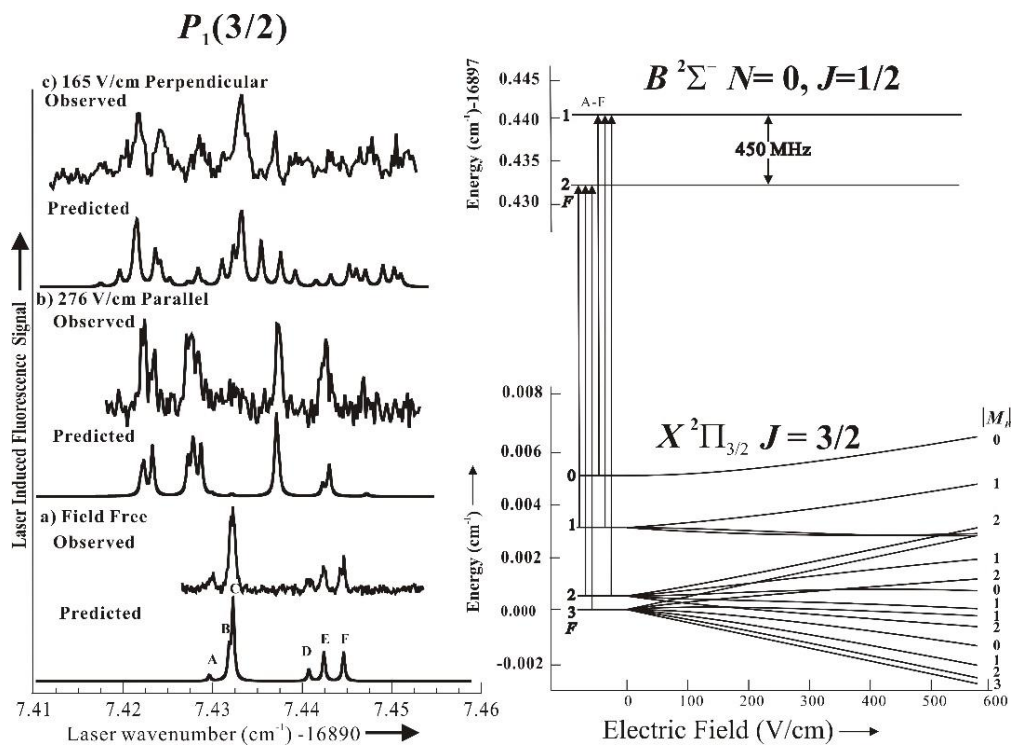 P1(3/2)
c) 165 V/cm Perpendicular
Observed
Predicted
b) 276 V/cm Parallel
Observed
Predicted
a) Field Free
Observed
Predicted
A
B
C
D
E
F
7.41
7.42
7.43
7.44
7.45
7.46
Laser wavenumber (cm-1) -16890
Laser Induced Fluorescence
Signal
B 2Σ− N= 0, J=1/2
Energy (cm-1)-16897
0.445
0.440
0.435
0.430
A-F
1
2
F
450 MHz
X 2Π3/2 J = 3/2
Energy (cm-1)
0.008
0.006
0.004
0.002
0.000
-0.002
0
1
2
3
F
0
1
2
1
2
0
1
1
2
0
1
2
3
0
100
200
300
400
500
600
Electric Field (V/cm)